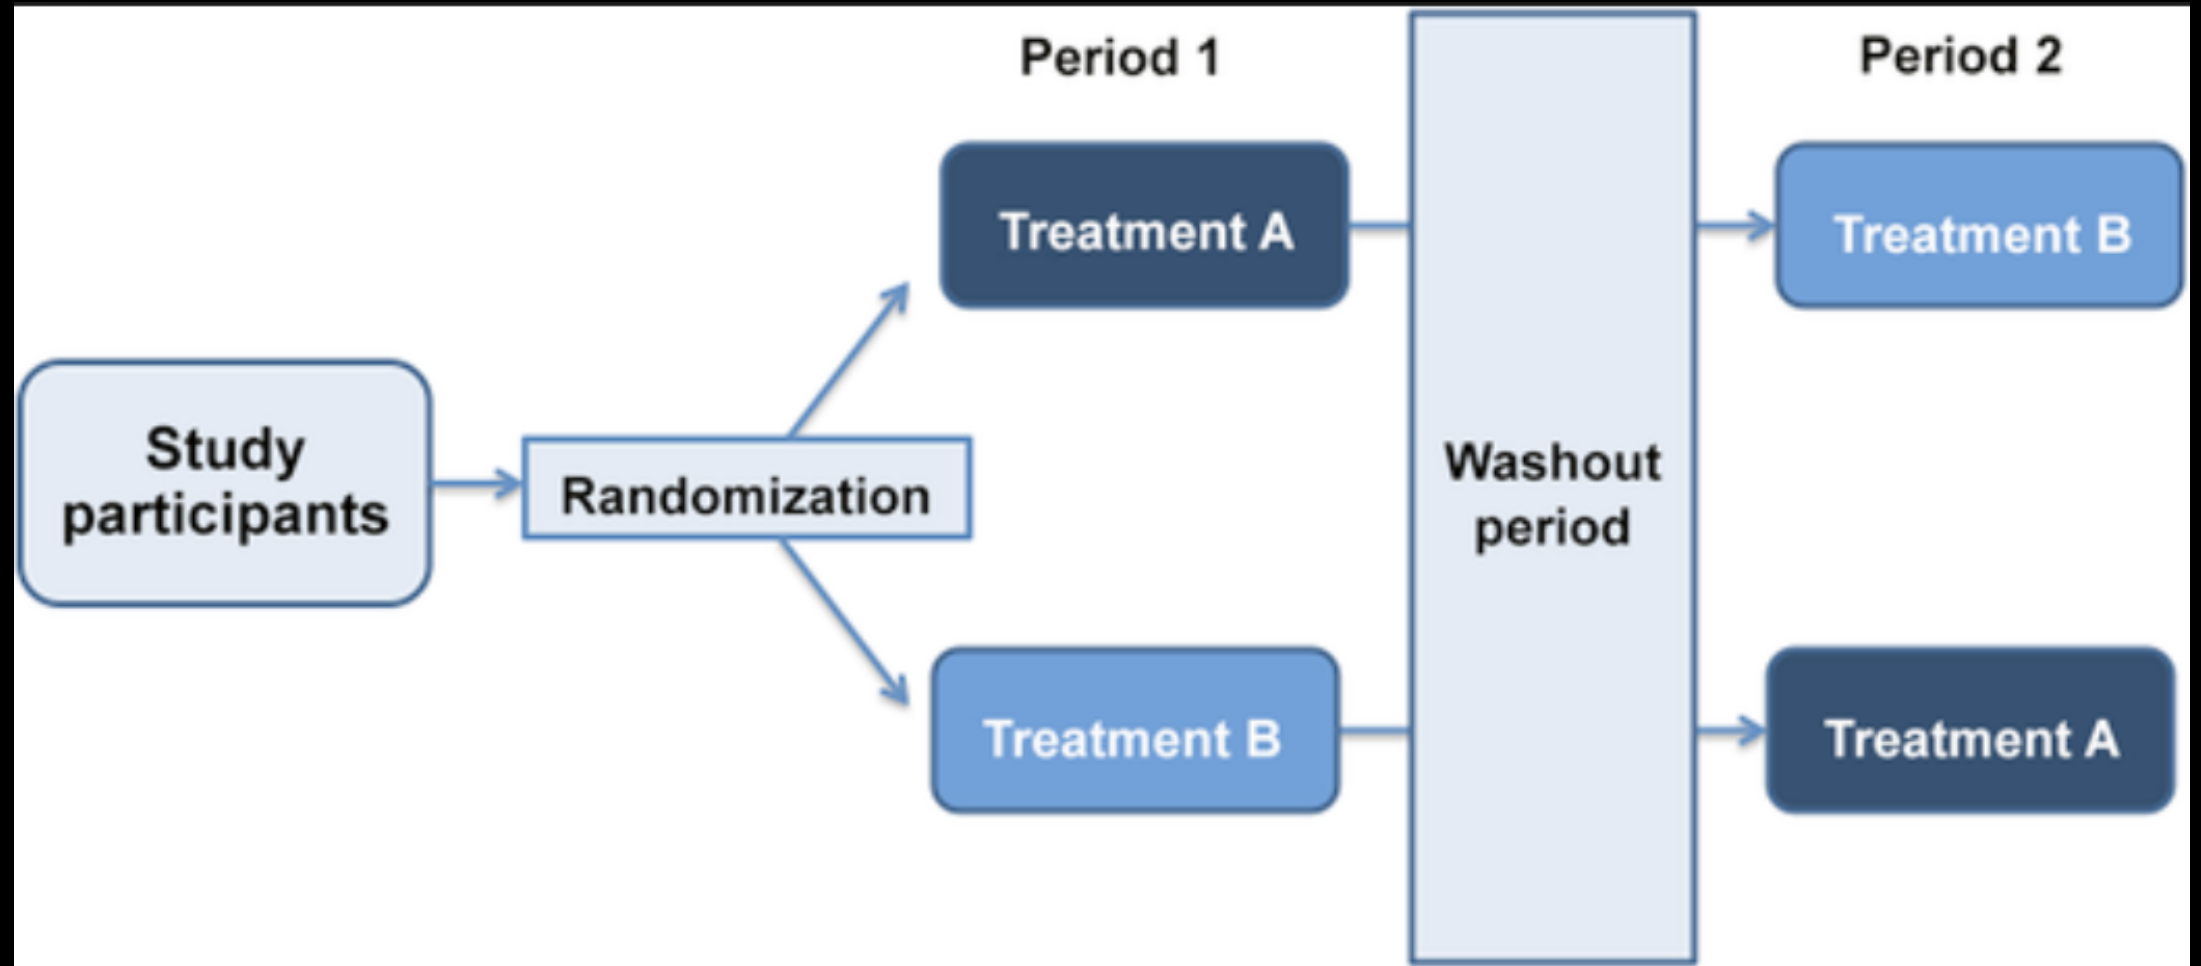 Period 1
Period 2
Treatment A
Treatment B
Study
participants
Randomization
Washout
period
Treatment B
Treatment A